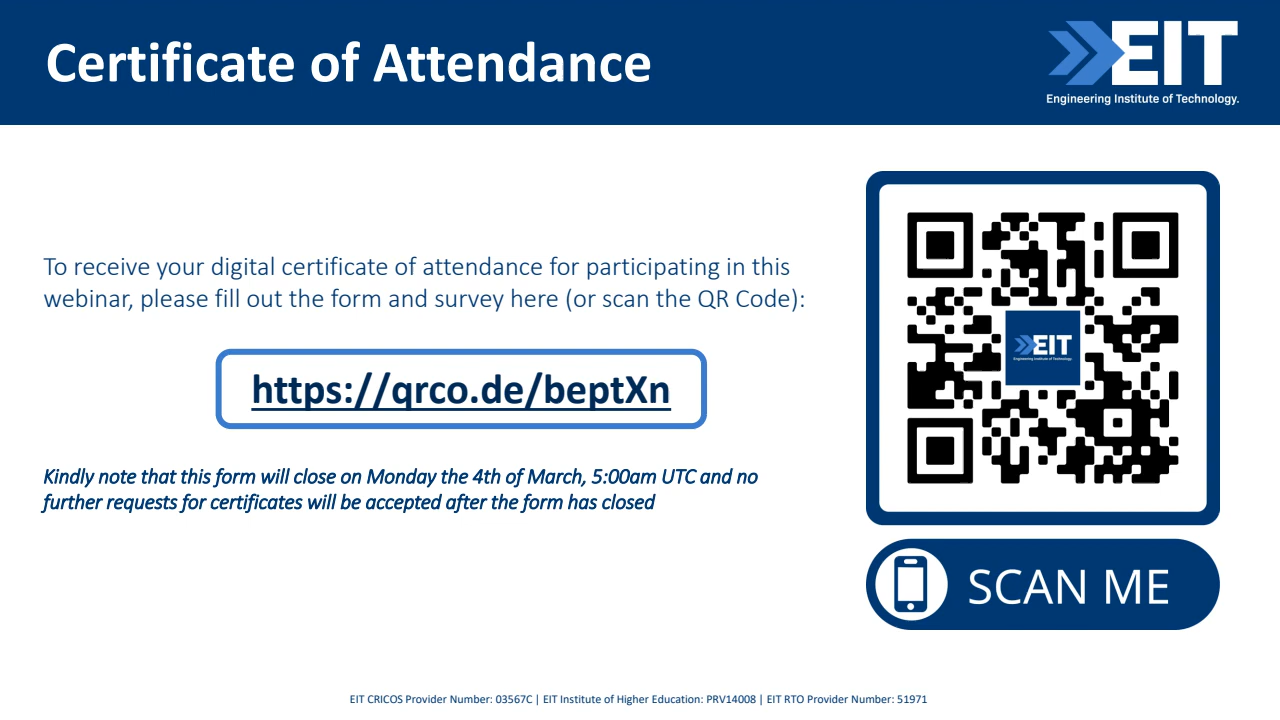 Certificate of Attendance
EIT
Engineering Institute of Technology.
To receive your digital certificate of attendance for participating in this
webinar, please fill out the form and survey here (or scan the QR Code):
https://qrco.de/beptXn
Kindly note that this form will close on Monday the 4th of March, 5:00am UTC and no
further requests for certificates will be accepted after the form has closed
EIT
Engineering Institute of Technology.
SCAN ME
EIT CRICOS Provider Number: 03567C | EIT Institute of Higher Education: PRV14008 | EIT RTO Provider Number: 51971